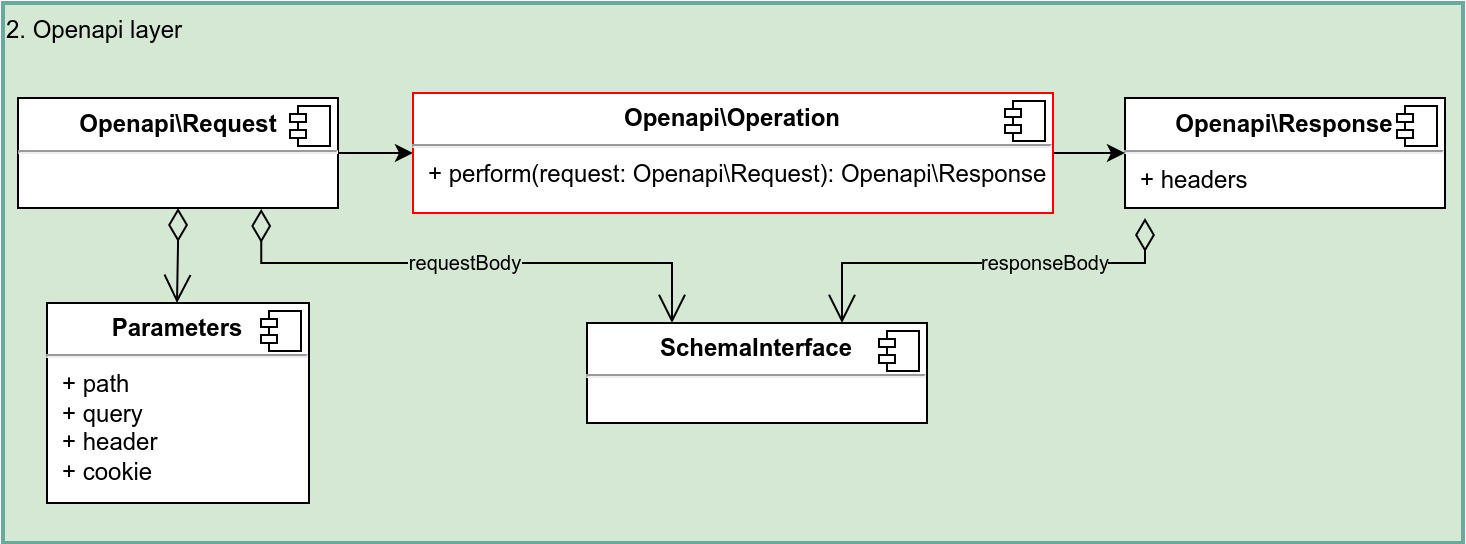 2. Openapi layer
Openapi\Request
Openapi\Operation
+ perform(request: Openapi\Request): Openapi\Response
Openapi\Response
+ headers
requestBody
responseBody
Parameters
+ path
+ query
+ header
+ cookie
SchemaInterface